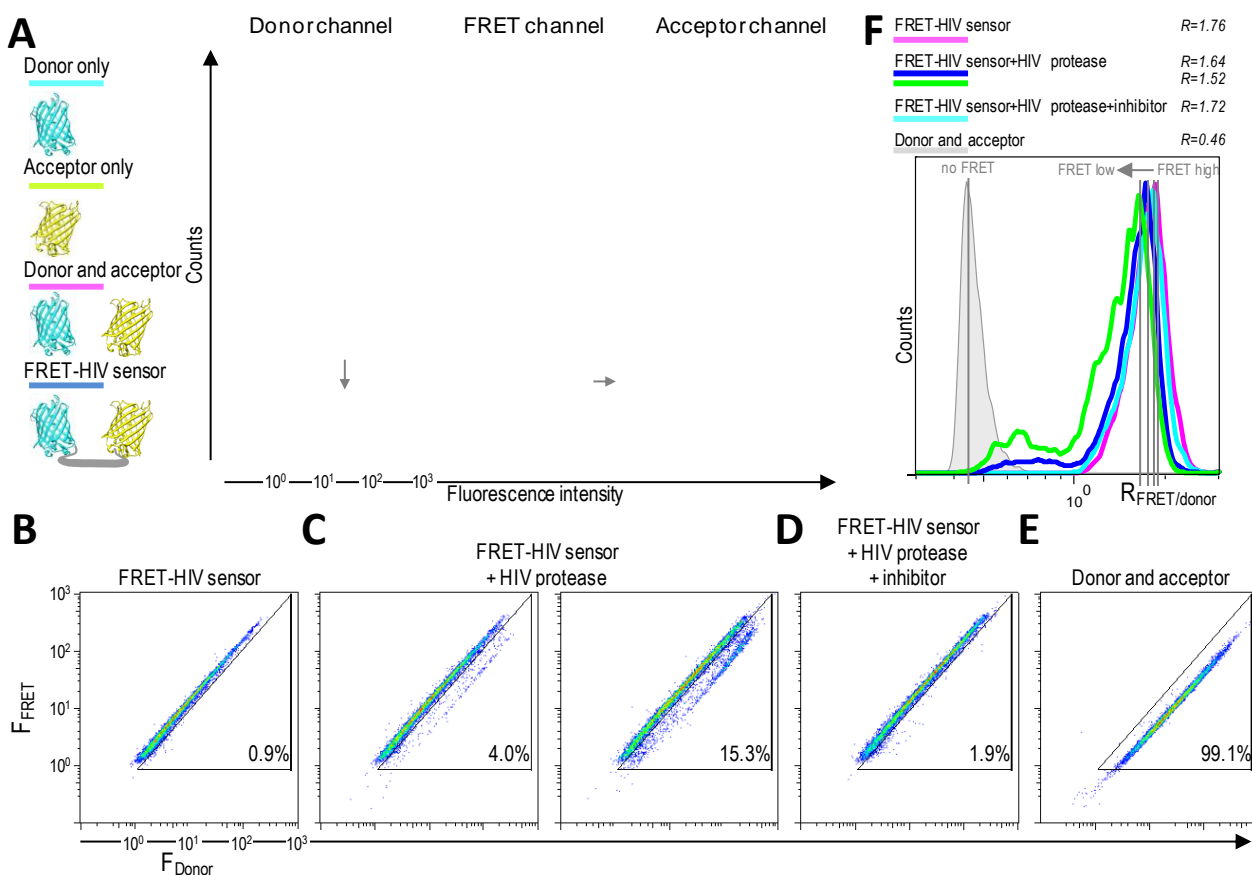 A
Donor channel
FRET channel
Acceptor channel
Donor only
Acceptor only
Donor and acceptor
FRET-HIV sensor
Counts
10⁰ 10¹ 10² 10³
Fluorescence intensity
F
FRET-HIV sensor R=1.76
FRET-HIV sensor+HIV protease R=1.64
R=1.52
FRET-HIV sensor+HIV protease+inhibitor R=1.72
Donor and acceptor R=0.46
no FRET
FRET low
FRET high
Counts
10⁰
R FRET/donor
B
FRET-HIV sensor
C
FRET-HIV sensor
+ HIV protease
D
FRET-HIV sensor
+ HIV protease
+ inhibitor
E
Donor and acceptor
10³
10²
10¹
10⁰
F FRET
0.9%
4.0%
15.3%
1.9%
99.1%
10⁰ 10¹ 10² 10³
F Donor